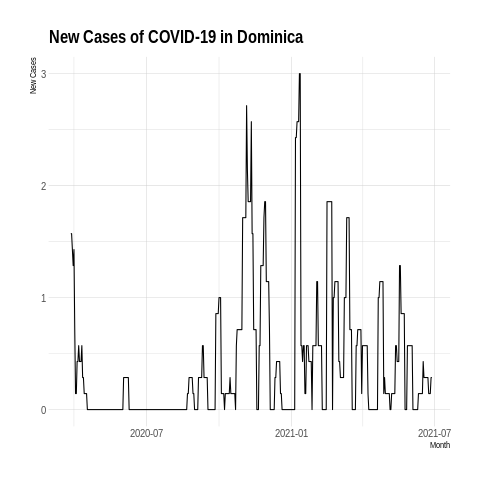 New Cases of COVID-19 in Dominica
New Cases
3
2
1
0
2020-07
2021-01
2021-07
Month